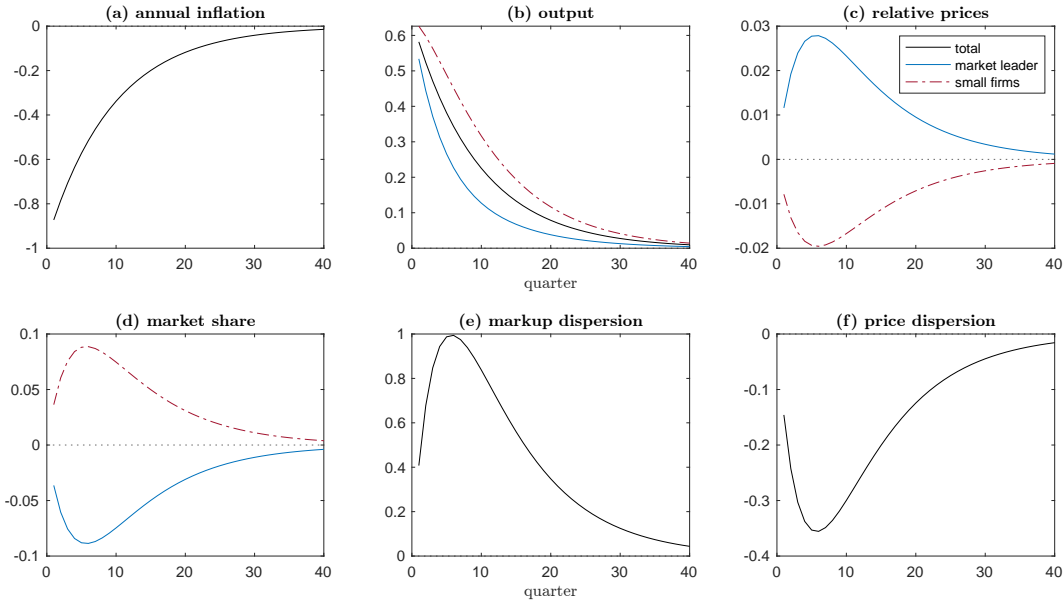 (a) annual inflation
0
-0.2
-0.4
-0.6
-0.8
-1
0 10 20 30 40
(b) output
0.6
0.5
0.4
0.3
0.2
0.1
0
0 10 20 30 40
quarter
(c) relative prices
0.03
0.02
0.01
0
-0.01
-0.02
0 10 20 30 40
total
market leader
small firms
(d) market share
0.1
0.05
0
-0.05
-0.1
0 10 20 30 40
(e) markup dispersion
1
0.8
0.6
0.4
0.2
0
0 10 20 30 40
quarter
(f) price dispersion
0
-0.1
-0.2
-0.3
-0.4
0 10 20 30 40